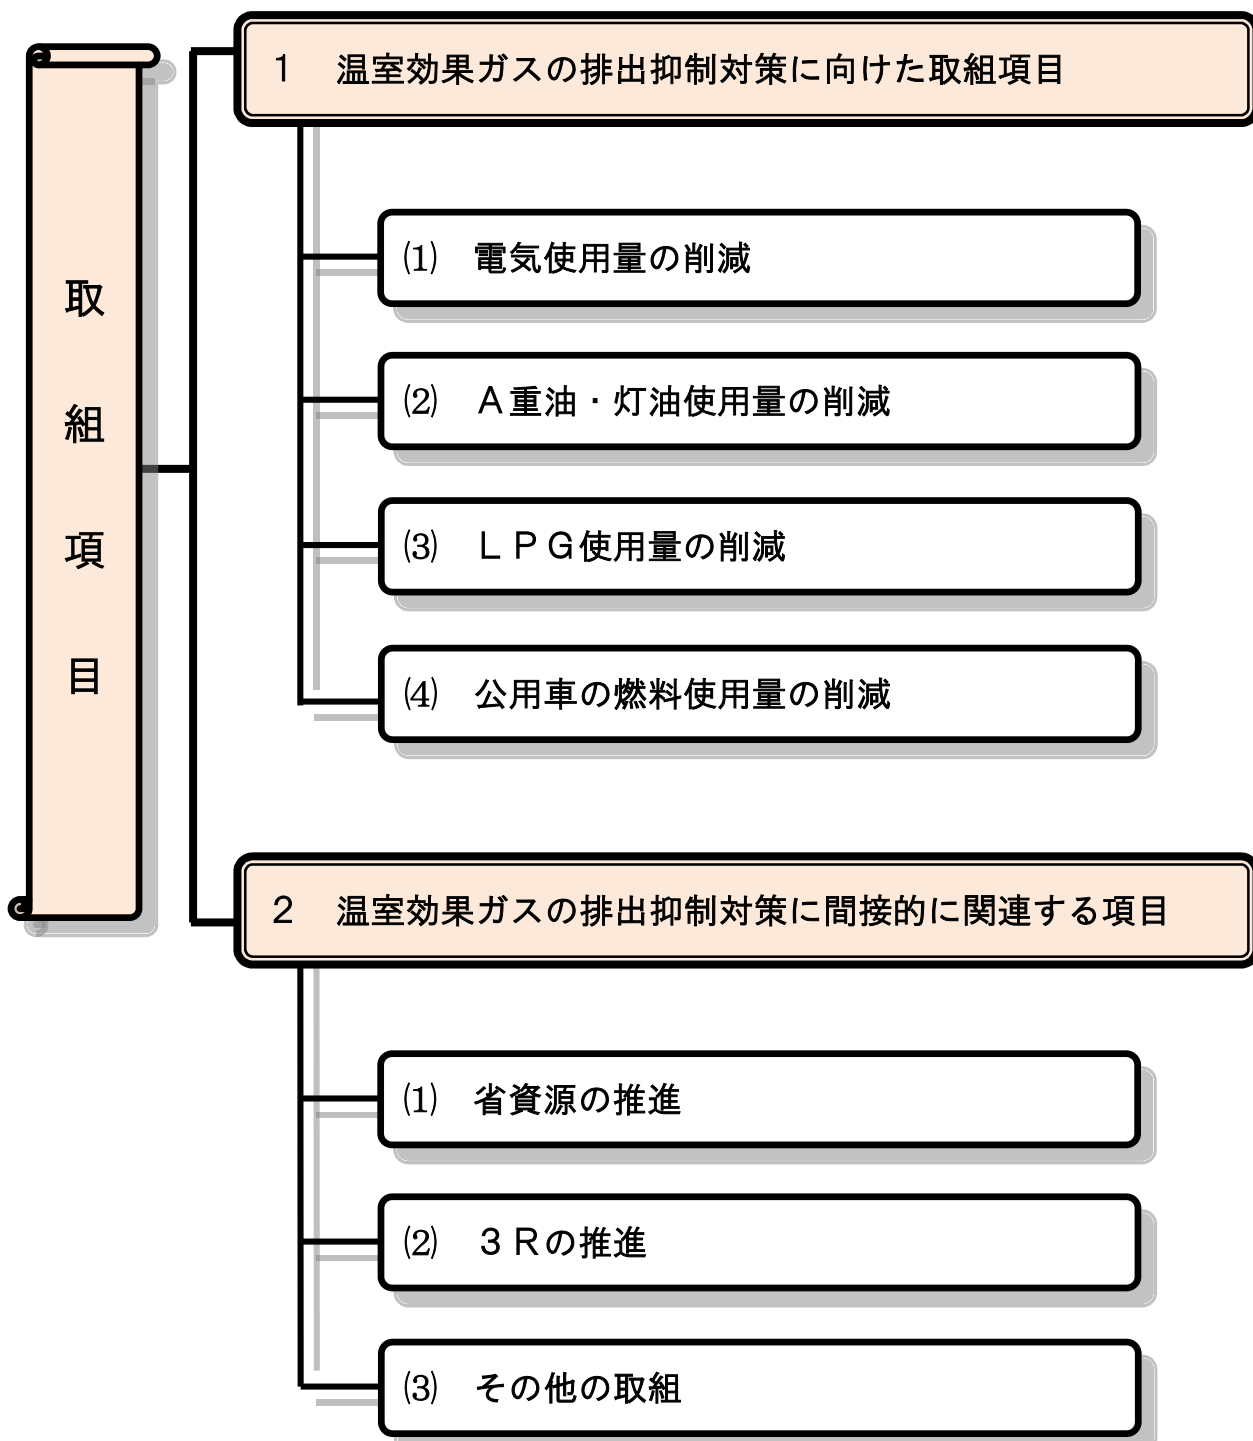 取組項目
１　温室効果ガスの排出抑制対策に向けた取組項目
⑴　電気使用量の削減
⑵　Ａ重油・灯油使用量の削減
⑶　ＬＰＧ使用量の削減
⑷　公用車の燃料使用量の削減
２　温室効果ガスの排出抑制対策に間接的に関連する項目
⑴　省資源の推進
⑵　３Ｒの推進
⑶　その他の取組